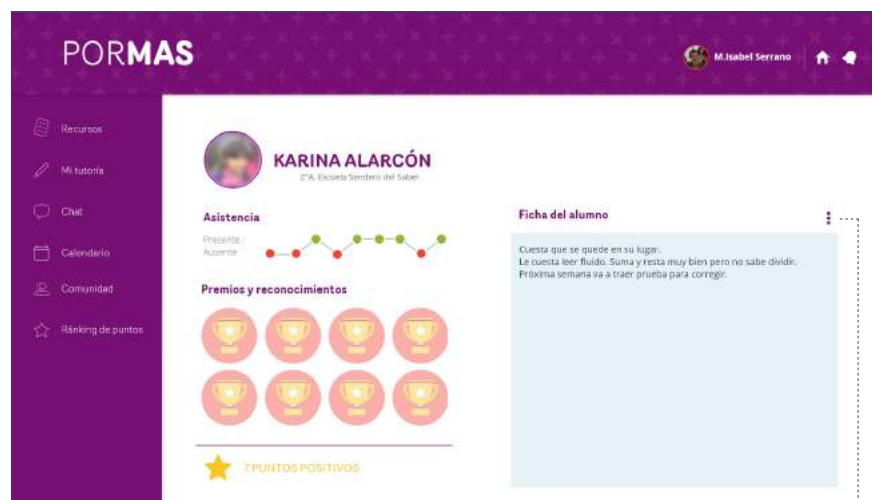 PORMAS
M.Isabel Serrano
Recursos
Mi tutoría
Chat
Calendario
Comunidad
Ránking de puntos
KARINA ALARCÓN
2ºA, Escuela Sendero del Saber
Asistencia
Presente
Ausente
Premios y reconocimientos
7 PUNTOS POSITIVOS
Ficha del alumno
Cuesta que se quede en su lugar.
Le cuesta leer fluido. Suma y resta muy bien pero no sabe dividir.
Próxima semana va a traer prueba para corregir.